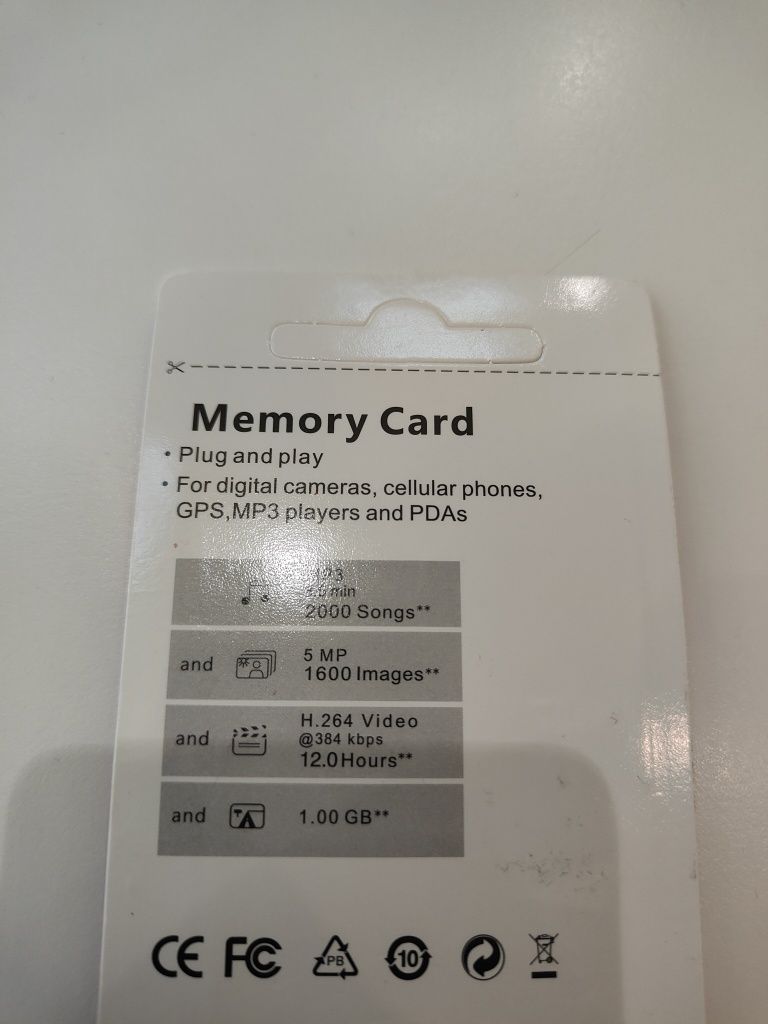 Memory Card
• Plug and play
• For digital cameras, cellular phones,
GPS,MP3 players and PDAs
min
2000 Songs**
and
5 MP
1600 Images**
and
H.264 Video
@384 kbps
12.0Hours**
and
1.00 GB**
CE FC PB 10